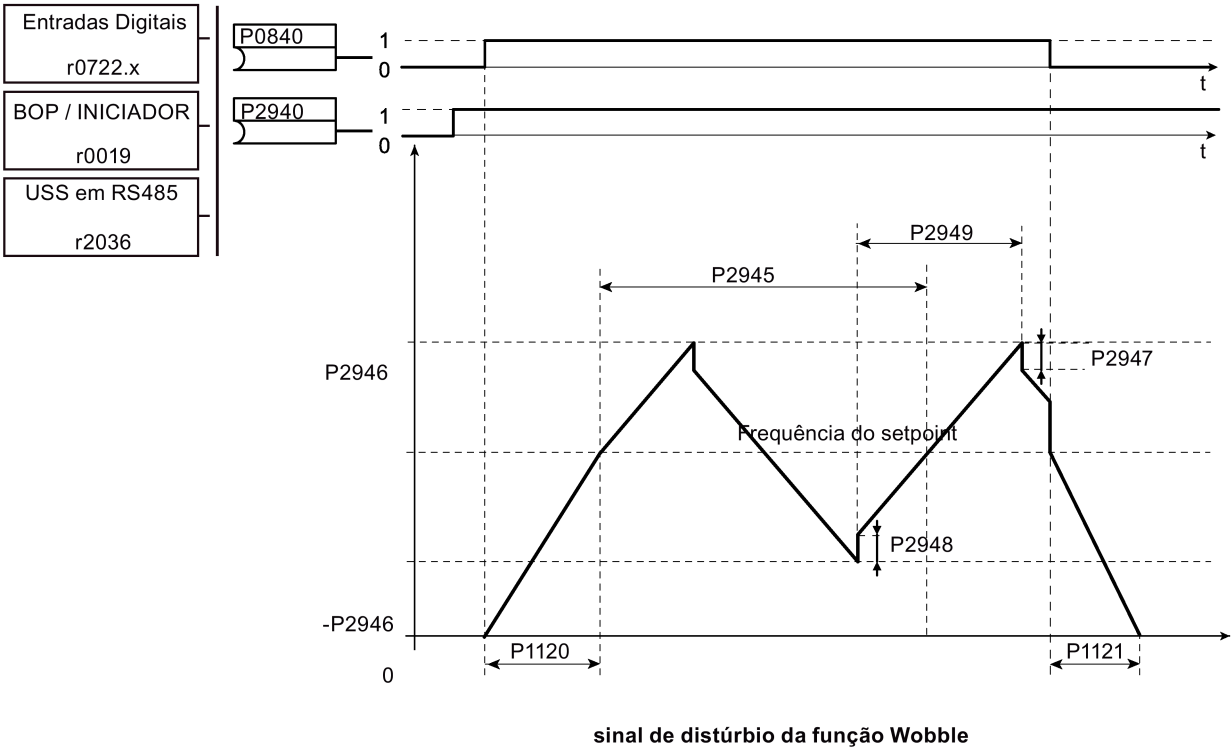 Entradas Digitais
r0722.x
BOP / INICIADOR
r0019
USS em RS485
r2036
P0840
1
0
t
P2940
1
0
t
P2949
P2945
P2946
P2947
Frequência do setpoint
P2948
-P2946
0
P1120
P1121
sinal de distúrbio da função Wobble